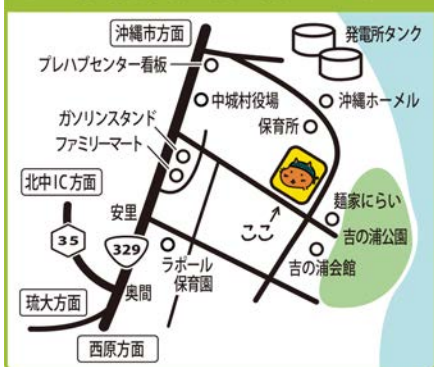 沖縄市方面
発電所タンク
プレハブセンター看板
中城村役場
沖縄ホーメル
ガソリンスタンド
保育所
ファミリーマート
北中IC方面
麺家にらい
安里
ここ
35
329
吉の浦公園
ラポール
保育園
吉の浦会館
奥間
琉大方面
西原方面